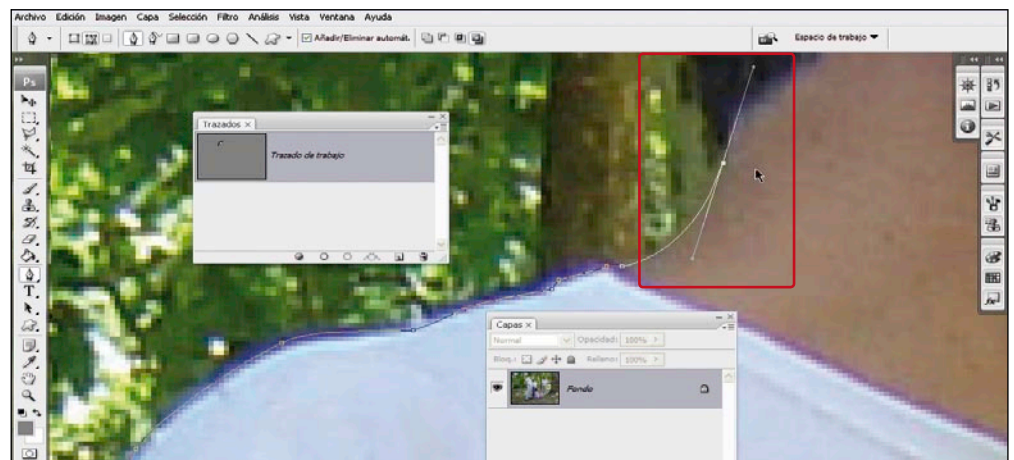 Archivo Edición Imagen Capa Selección Filtro Análisis Vista Ventana Ayuda
Añadir/Eliminar automát.
Espacio de trabajo
Ps
Trazados ×
Trazado de trabajo
T
Capas ×
Normal
Opacidad: 100%
Bloq.:
Relleno: 100%
Fondo